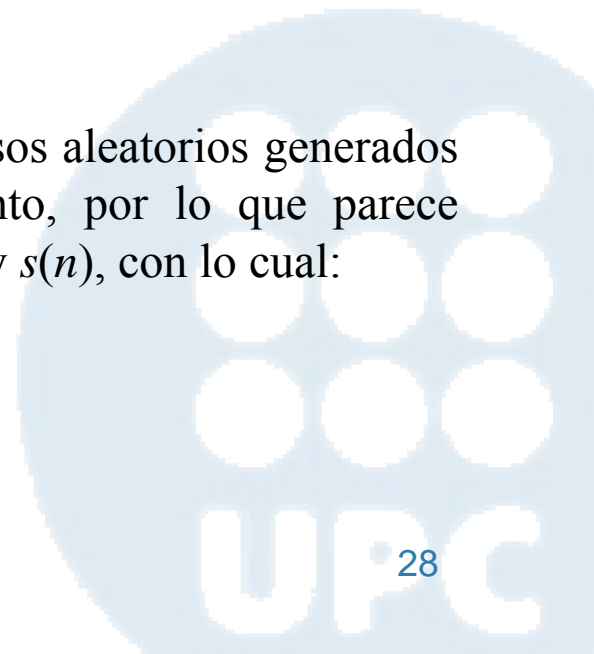 sos aleatorios generados
nto, por lo que parece
y s(n), con lo cual:
28
UPC